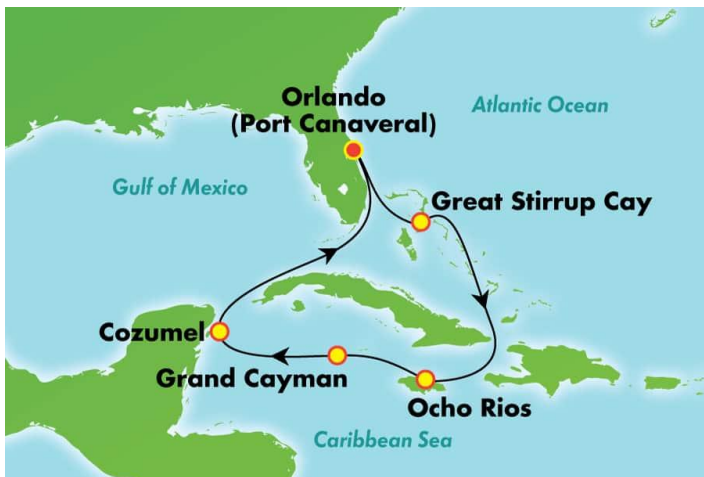 Orlando
(Port Canaveral)
Atlantic Ocean
Gulf of Mexico
Great Stirrup Cay
Cozumel
Grand Cayman
Ocho Rios
Caribbean Sea